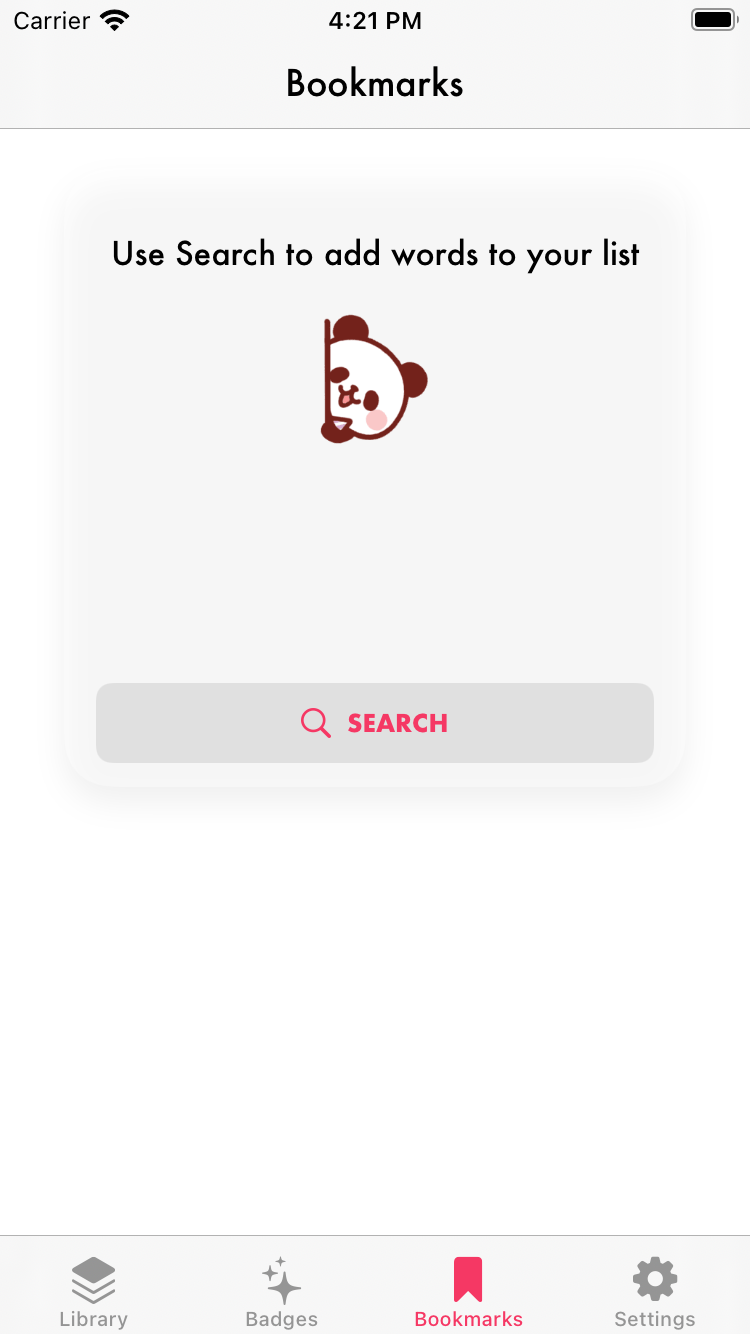 Carrier
4:21 PM
Bookmarks
Use Search to add words to your list
SEARCH
Library
Badges
Bookmarks
Settings